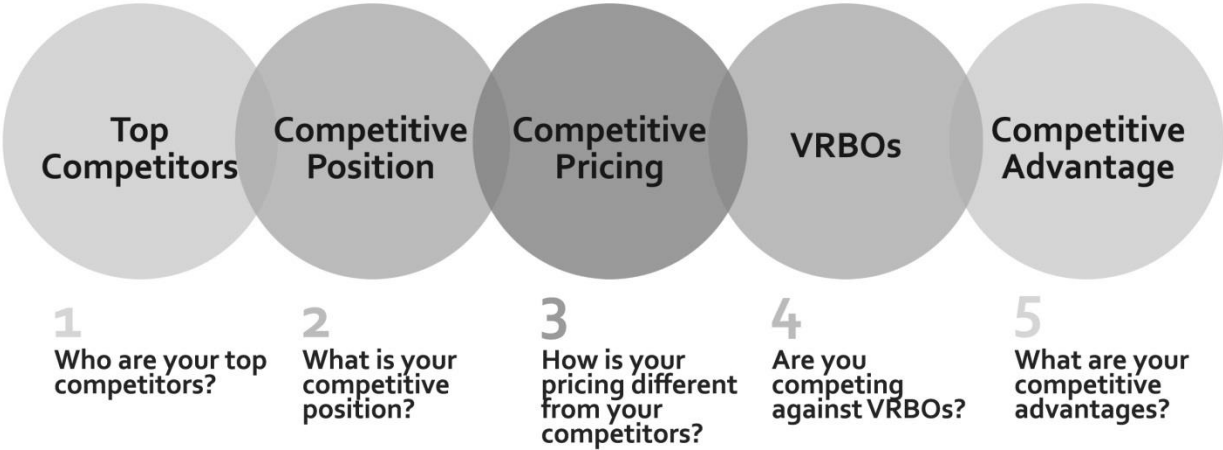 Top
Competitors
Competitive
Position
Competitive
Pricing
VRBOs
Competitive
Advantage
1
Who are your top
competitors?
2
What is your
competitive
position?
3
How is your
pricing different
from your
competitors?
4
Are you
competing
against VRBOs?
5
What are your
competitive
advantages?